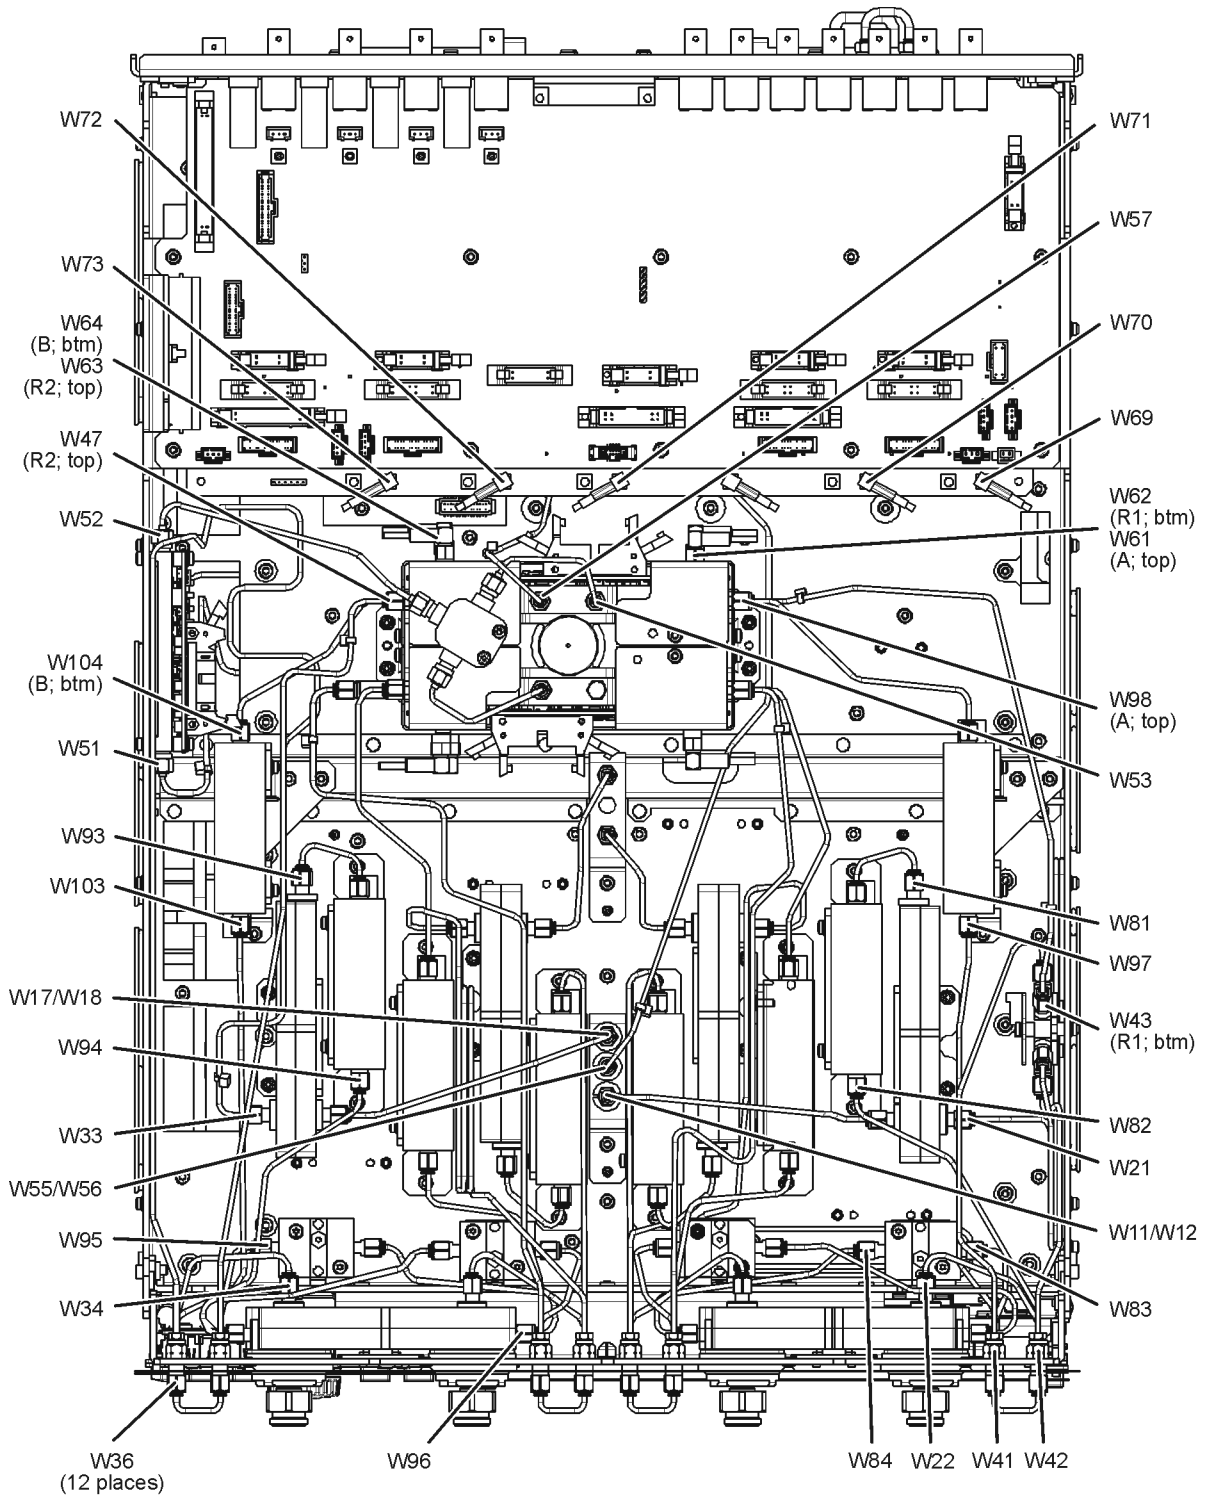 W72
W73
W64
(B; btm)
W63
(R2; top)
W47
(R2; top)
W52
W104
(B; btm)
W51
W93
W103
W17/W18
W94
W33
W55/W56
W95
W34
W36
(12 places)
W96
W71
W57
W70
W69
W62
(R1; btm)
W61
(A; top)
W98
(A; top)
W53
W81
W97
W43
(R1; btm)
W82
W21
W11/W12
W83
W84
W22
W41
W42